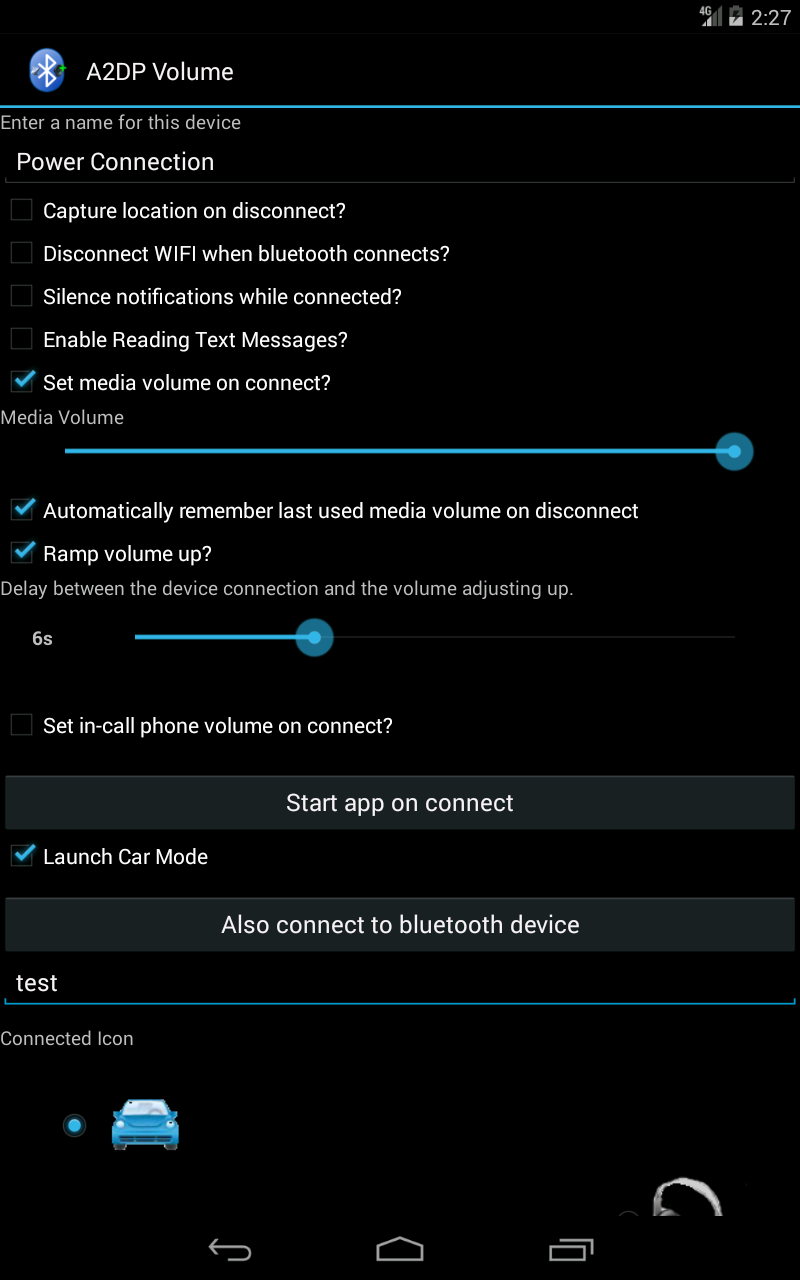 4G 2:27
A2DP Volume
Enter a name for this device
Power Connection
Capture location on disconnect?
Disconnect WIFI when bluetooth connects?
Silence notifications while connected?
Enable Reading Text Messages?
Set media volume on connect?
Media Volume
Automatically remember last used media volume on disconnect
Ramp volume up?
Delay between the device connection and the volume adjusting up.
6s
Set in-call phone volume on connect?
Start app on connect
Launch Car Mode
Also connect to bluetooth device
test
Connected Icon